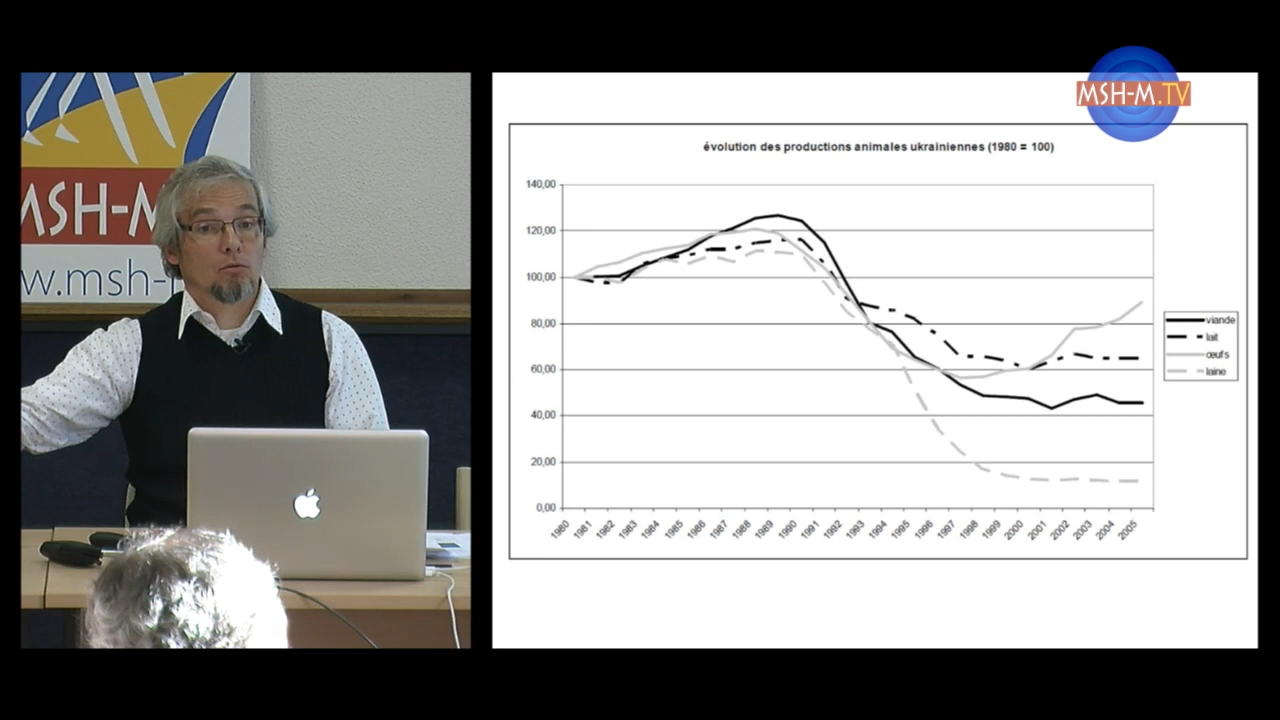 MSH-M
w.msh-
MSH-M.TV
évolution des productions animales ukrainiennes (1980 = 100)
140,00
120,00
100,00
80,00
60,00
40,00
20,00
0,00
1980 1981 1982 1983 1984 1985 1986 1987 1988 1989 1990 1991 1992 1993 1994 1995 1996 1997 1998 1999 2000 2001 2002 2003 2004 2005
viande
lait
œufs
laine